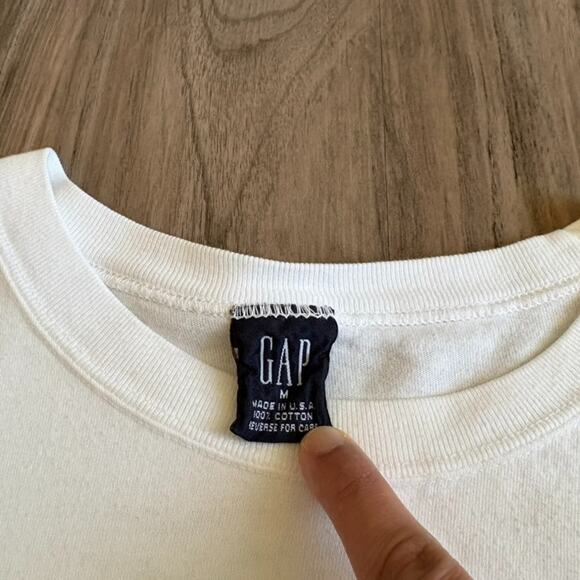 GAP
M
MADE IN U.S.A.
100% COTTON
REVERSE FOR CARE